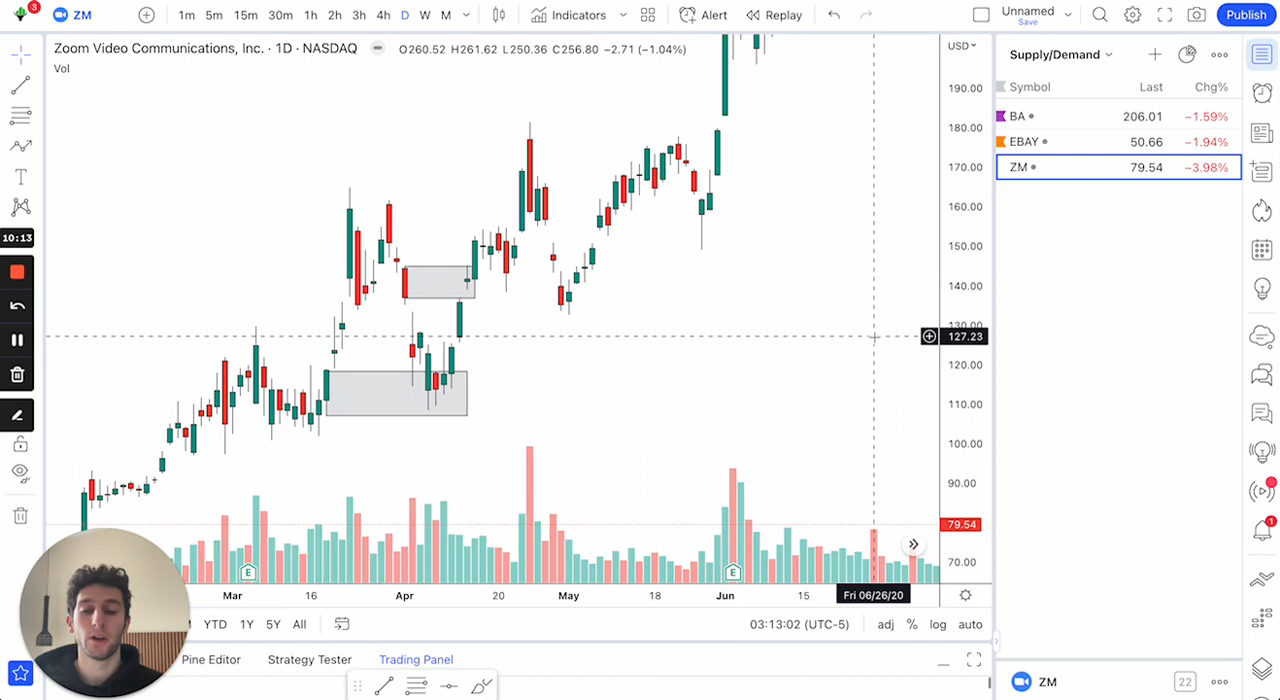 3
ZM
1m 5m 15m 30m 1h 2h 3h 4h D W M
Indicators
Alert
Replay
Unnamed
Save
Publish
Zoom Video Communications, Inc. · 1D · NASDAQ
O260.52 H261.62 L250.36 C256.80 −2.71 (−1.04%)
Vol
USD
190.00
180.00
170.00
160.00
150.00
140.00
130.00
127.23
120.00
110.00
100.00
90.00
79.54
70.00
10:13
E
E
Mar 16 Apr 20 May 18 Jun 15
Fri 06/26/20
YTD 1Y 5Y All
03:13:02 (UTC-5)
adj % log auto
Pine Editor
Strategy Tester
Trading Panel
Supply/Demand
Symbol Last Chg%
BA 206.01 −1.59%
EBAY 50.66 −1.94%
ZM 79.54 −3.98%
1
ZM
22